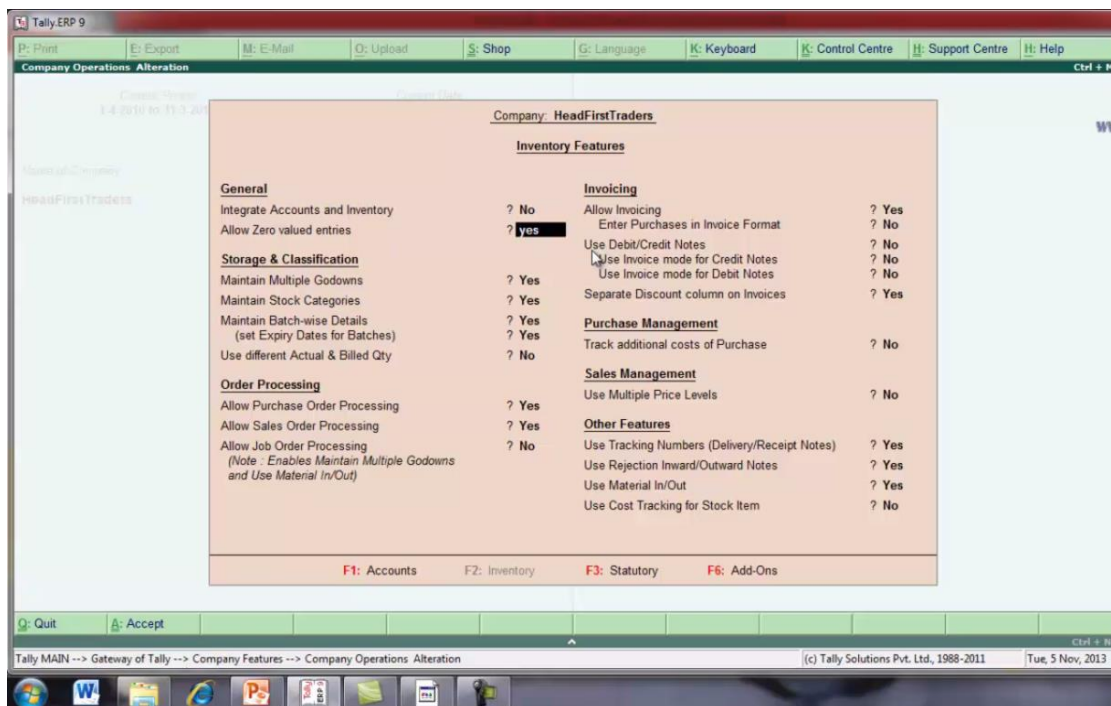 Tally.ERP 9
P: Print E: Export M: E-Mail O: Upload S: Shop G: Language K: Keyboard K: Control Centre H: Support Centre H: Help
Company Operations Alteration Ctrl + 
Current Period Current Date
Name of Company
HeadFirstTraders
Company: HeadFirstTraders
Inventory Features
General
Integrate Accounts and Inventory ? No
Allow Zero valued entries ? yes
Storage & Classification
Maintain Multiple Godowns ? Yes
Maintain Stock Categories ? Yes
Maintain Batch-wise Details ? Yes
(set Expiry Dates for Batches) ? Yes
Use different Actual & Billed Qty ? No
Order Processing
Allow Purchase Order Processing ? Yes
Allow Sales Order Processing ? Yes
Allow Job Order Processing ? No
(Note : Enables Maintain Multiple Godowns
and Use Material In/Out)
Invoicing
Allow Invoicing ? Yes
Enter Purchases in Invoice Format ? No
Use Debit/Credit Notes ? No
Use Invoice mode for Credit Notes ? No
Use Invoice mode for Debit Notes ? No
Separate Discount column on Invoices ? Yes
Purchase Management
Track additional costs of Purchase ? No
Sales Management
Use Multiple Price Levels ? No
Other Features
Use Tracking Numbers (Delivery/Receipt Notes) ? Yes
Use Rejection Inward/Outward Notes ? Yes
Use Material In/Out ? Yes
Use Cost Tracking for Stock Item ? No
F1: Accounts F2: Inventory F3: Statutory F6: Add-Ons
Q: Quit A: Accept
Ctrl + N
Tally MAIN --> Gateway of Tally --> Company Features --> Company Operations Alteration (c) Tally Solutions Pvt. Ltd., 1988-2011 Tue, 5 Nov, 2013